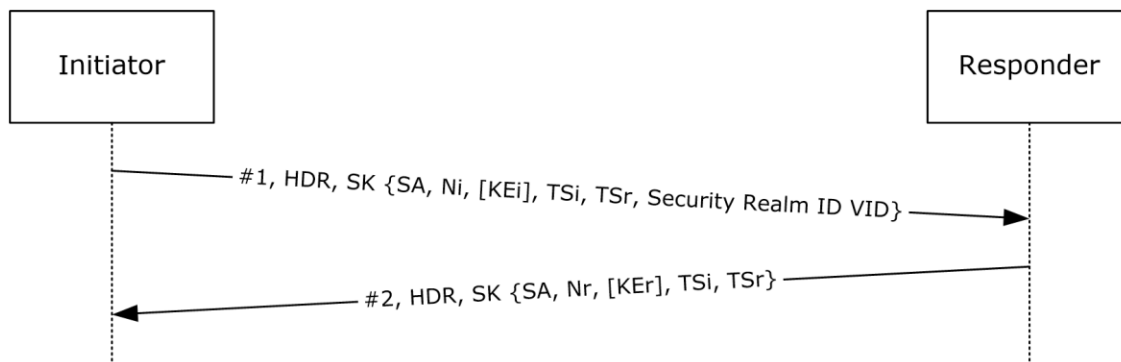 Initiator
Responder
#1, HDR, SK {SA, Ni, [KEi], TSi, TSr, Security Realm ID VID}
#2, HDR, SK {SA, Nr, [KEr], TSi, TSr}